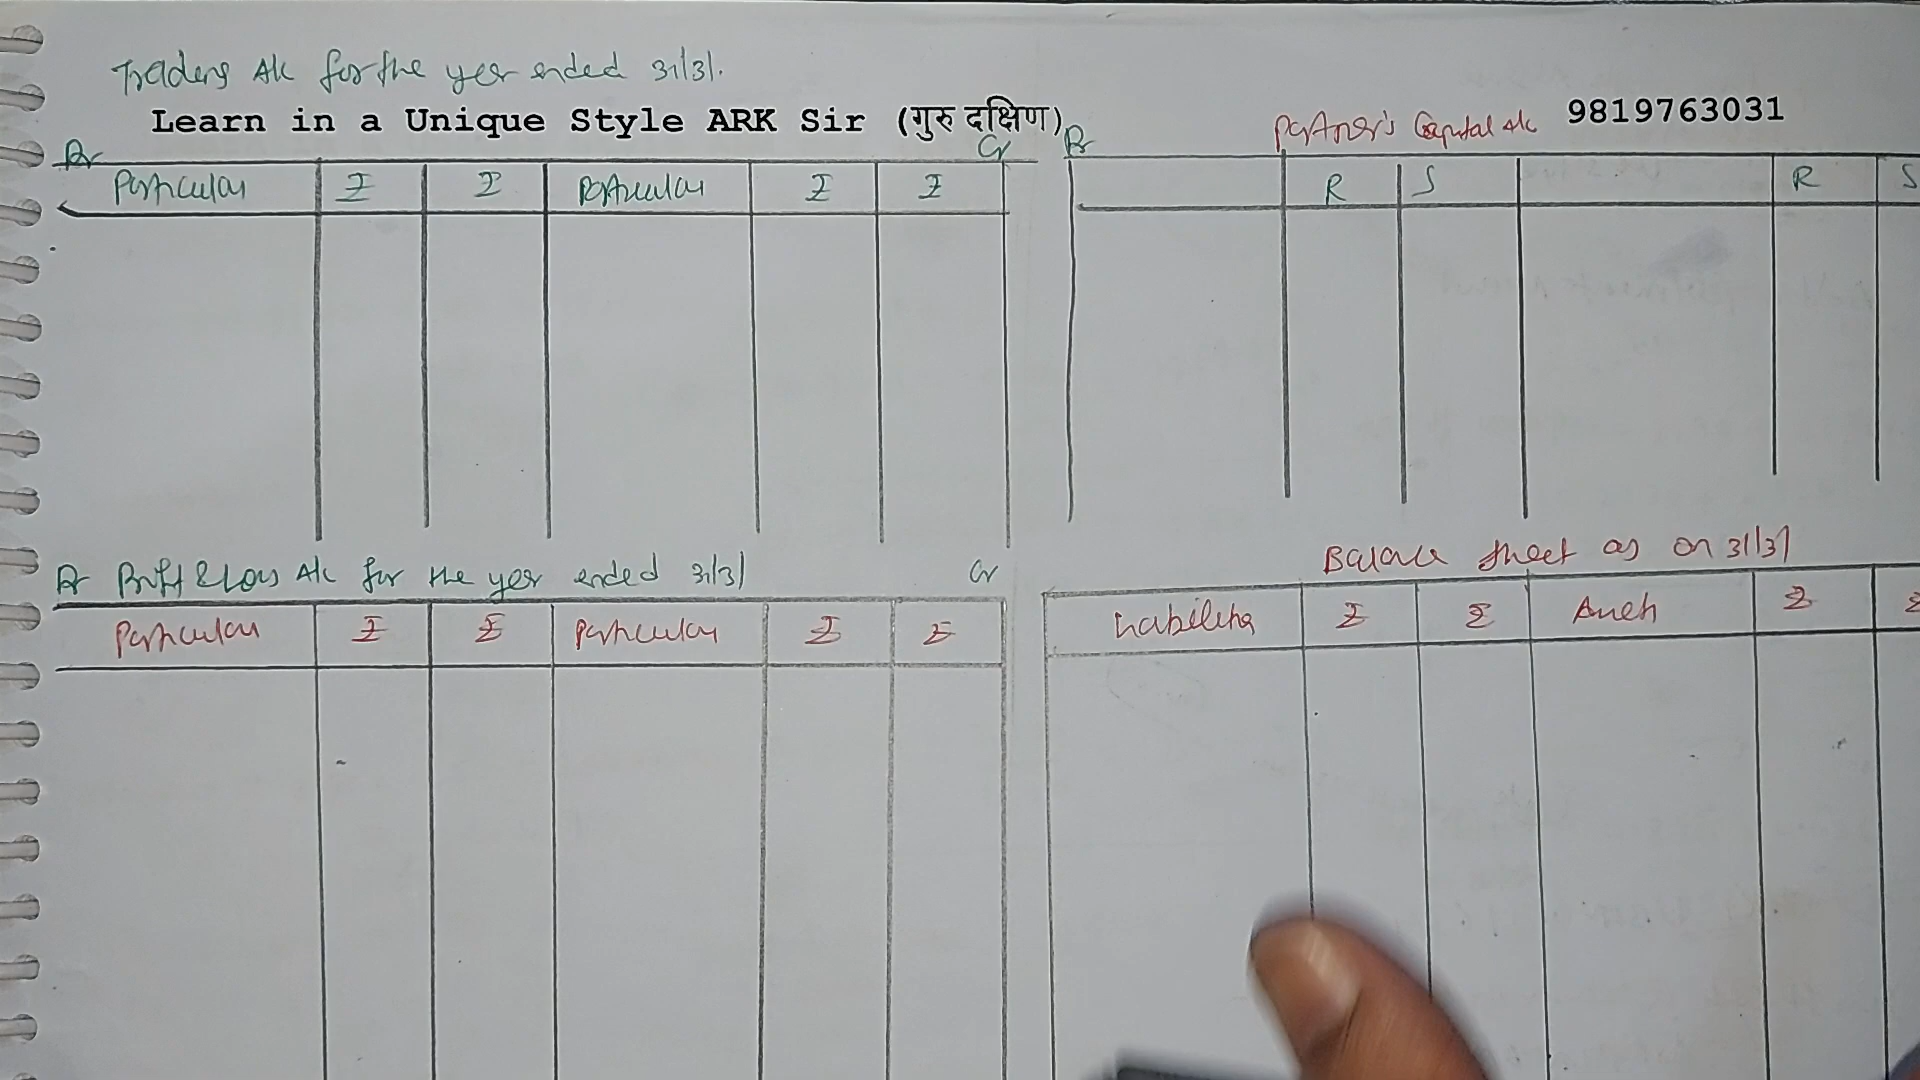 Trading A/c for the year ended 31/3/.
Learn in a Unique Style ARK Sir (गुरु दक्षिण)
9819763031
Dr
Cr
Particular ₹ ₹ Particular ₹ ₹
Dr Partner's Capital A/c
R S R S
Dr Profit & Loss A/c for the year ended 31/3/ Cr
Particular ₹ ₹ Particular ₹ ₹
Balance Sheet as on 31/3/
Liabilities ₹ ₹ Assets ₹ ₹